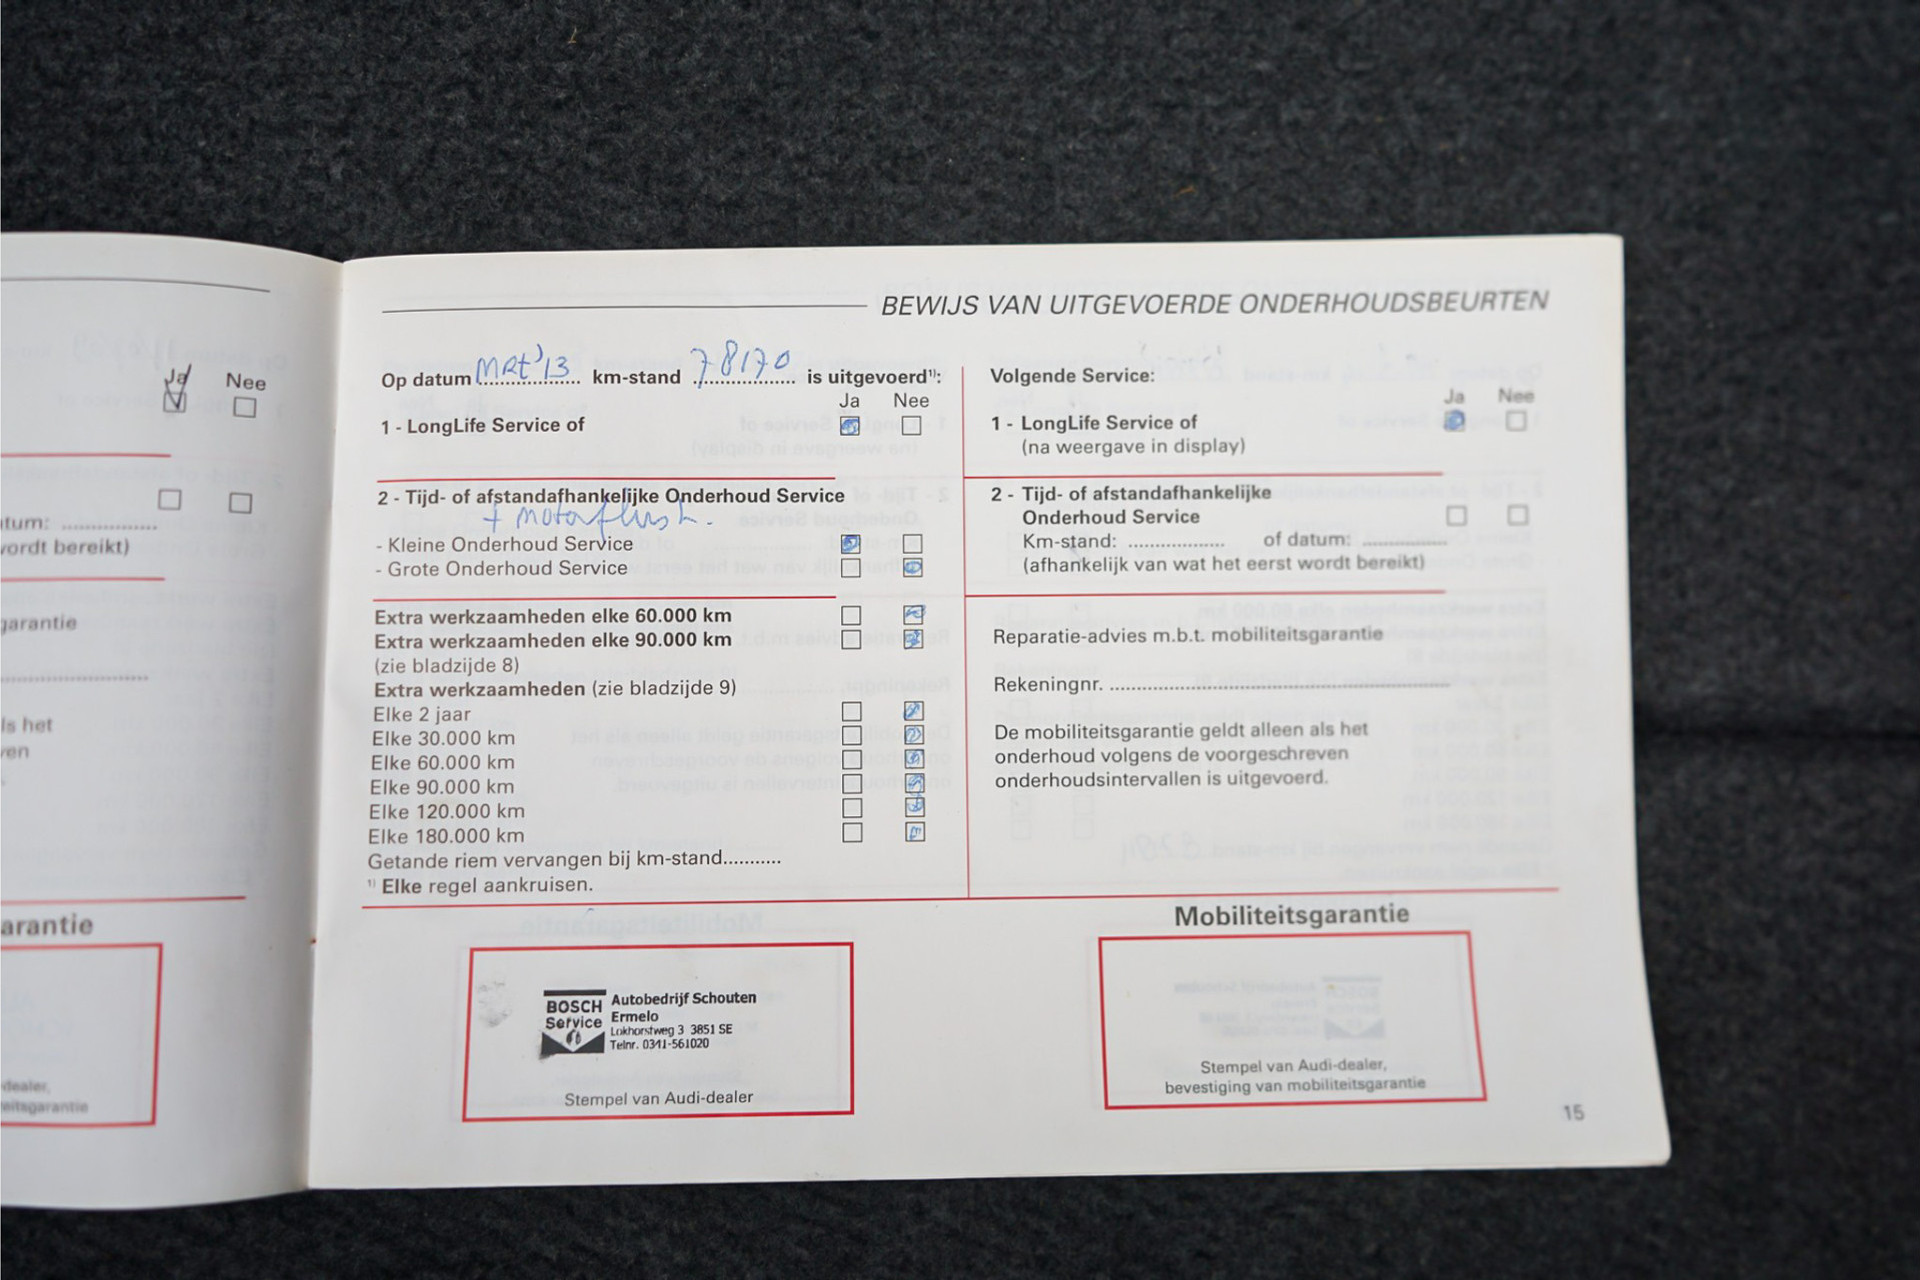 Ja Nee
atum: ................
wordt bereikt)
garantie
ls het
ven
arantie
dealer,
eitsgarantie
BEWIJS VAN UITGEVOERDE ONDERHOUDSBEURTEN
Op datum MRt'13 km-stand 78170 is uitgevoerd¹⁾:
Ja Nee
1 - LongLife Service of
2 - Tijd- of afstandafhankelijke Onderhoud Service
+ motorflush.
- Kleine Onderhoud Service
- Grote Onderhoud Service
Extra werkzaamheden elke 60.000 km
Extra werkzaamheden elke 90.000 km
(zie bladzijde 8)
Extra werkzaamheden (zie bladzijde 9)
Elke 2 jaar
Elke 30.000 km
Elke 60.000 km
Elke 90.000 km
Elke 120.000 km
Elke 180.000 km
Getande riem vervangen bij km-stand...........
¹⁾ Elke regel aankruisen.
BOSCH Service
Autobedrijf Schouten
Ermelo
Lokhorstweg 3 3851 SE
Telnr. 0341-561020
Stempel van Audi-dealer
Volgende Service:
Ja Nee
1 - LongLife Service of
(na weergave in display)
2 - Tijd- of afstandafhankelijke
Onderhoud Service
Km-stand: ................ of datum: ..............
(afhankelijk van wat het eerst wordt bereikt)
Reparatie-advies m.b.t. mobiliteitsgarantie
Rekeningnr. ........................................................
De mobiliteitsgarantie geldt alleen als het
onderhoud volgens de voorgeschreven
onderhoudsintervallen is uitgevoerd.
Mobiliteitsgarantie
Stempel van Audi-dealer,
bevestiging van mobiliteitsgarantie
15